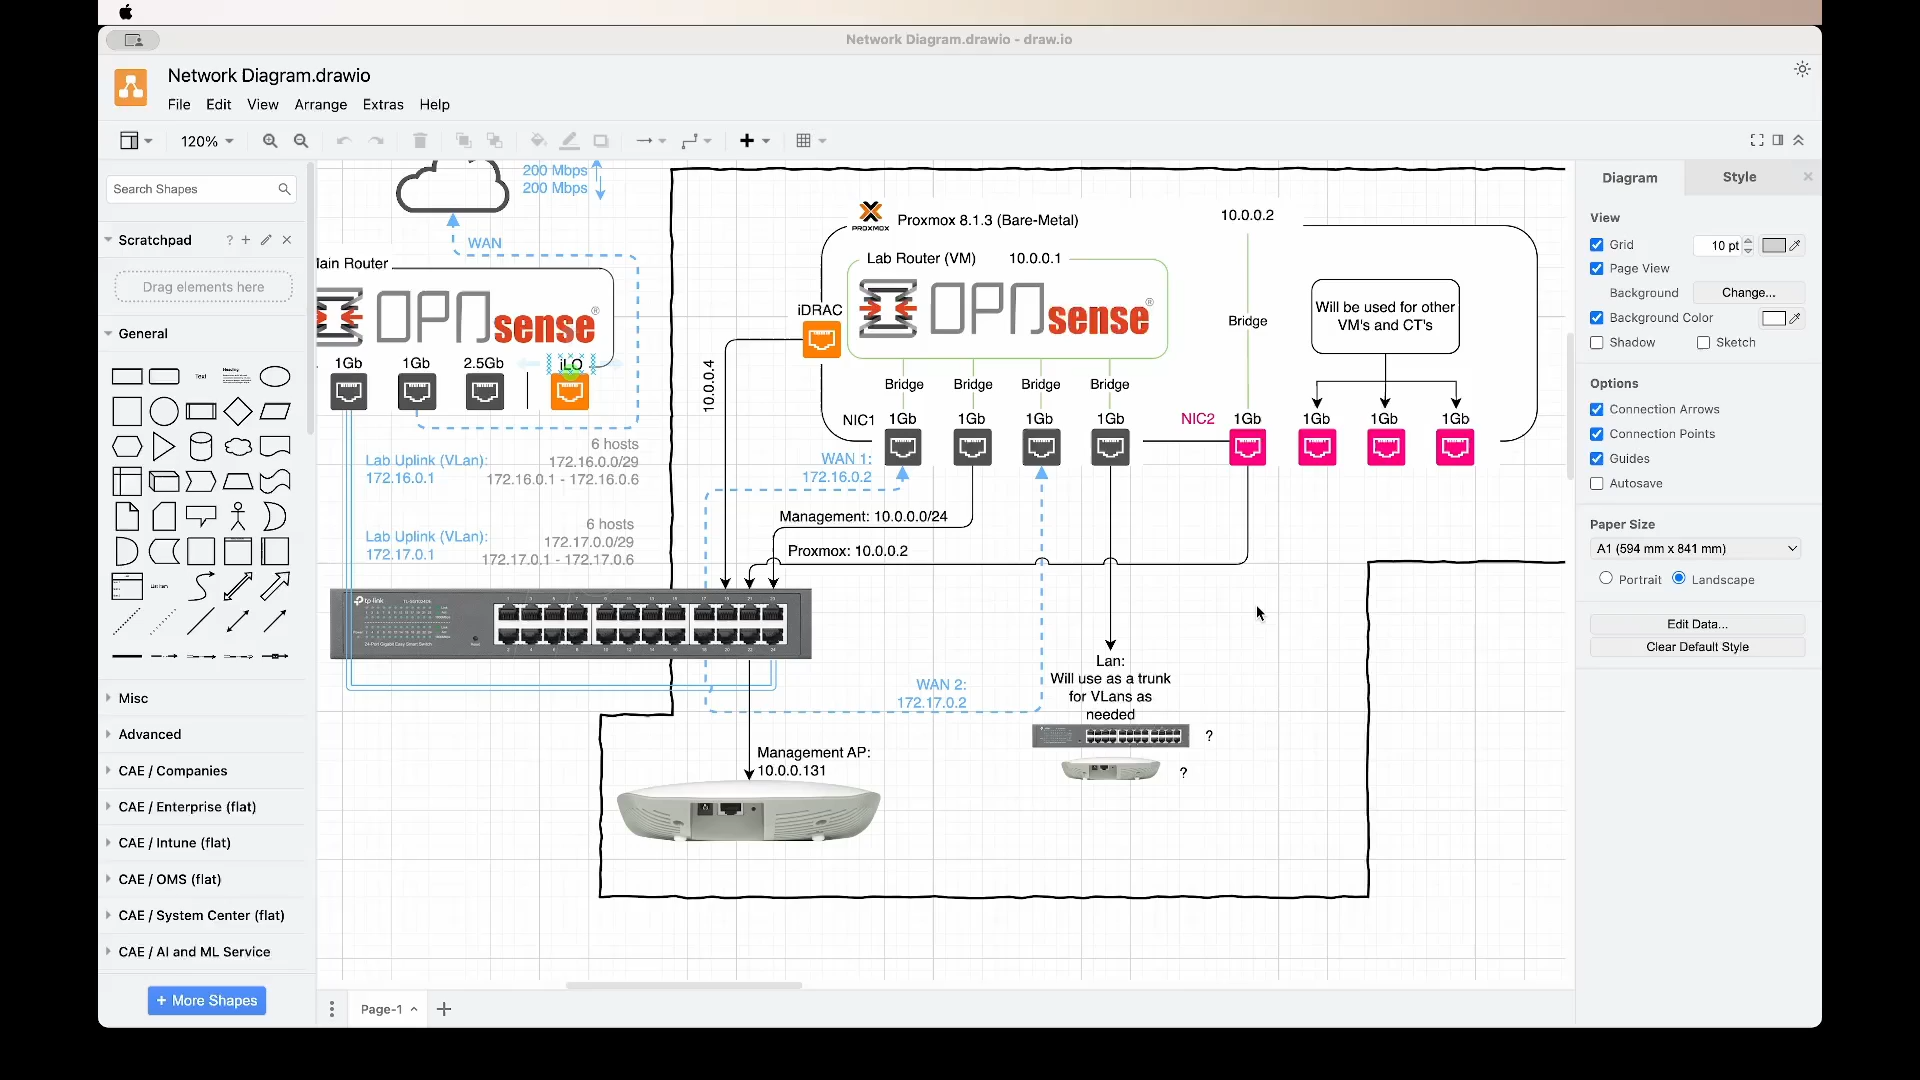 Network Diagram.drawio - draw.io
Network Diagram.drawio
File Edit View Arrange Extras Help
120%
Search Shapes
Scratchpad
?
Drag elements here
General
Text
Heading
List Item
Misc
Advanced
CAE / Companies
CAE / Enterprise (flat)
CAE / Intune (flat)
CAE / OMS (flat)
CAE / System Center (flat)
CAE / AI and ML Service
+ More Shapes
200 Mbps
200 Mbps
WAN
lain Router
OPNsense®
1Gb
1Gb
2.5Gb
iLO
Lab Uplink (VLan):
172.16.0.1
6 hosts
172.16.0.0/29
172.16.0.1 - 172.16.0.6
Lab Uplink (VLan):
172.17.0.1
6 hosts
172.17.0.0/29
172.17.0.1 - 172.17.0.6
tp-link
PROXMOX
Proxmox 8.1.3 (Bare-Metal)
10.0.0.2
Lab Router (VM)
10.0.0.1
OPNsense®
iDRAC
10.0.0.4
Bridge
Will be used for other
VM's and CT's
Bridge
Bridge
Bridge
Bridge
NIC1
1Gb
1Gb
1Gb
1Gb
NIC2
1Gb
1Gb
1Gb
1Gb
WAN 1:
172.16.0.2
Management: 10.0.0.0/24
Proxmox: 10.0.0.2
WAN 2:
172.17.0.2
Lan:
Will use as a trunk
for VLans as
needed
?
?
Management AP:
10.0.0.131
Page-1
Diagram
Style
View
Grid
10 pt
Page View
Background
Change...
Background Color
Shadow
Sketch
Options
Connection Arrows
Connection Points
Guides
Autosave
Paper Size
A1 (594 mm x 841 mm)
Portrait
Landscape
Edit Data...
Clear Default Style